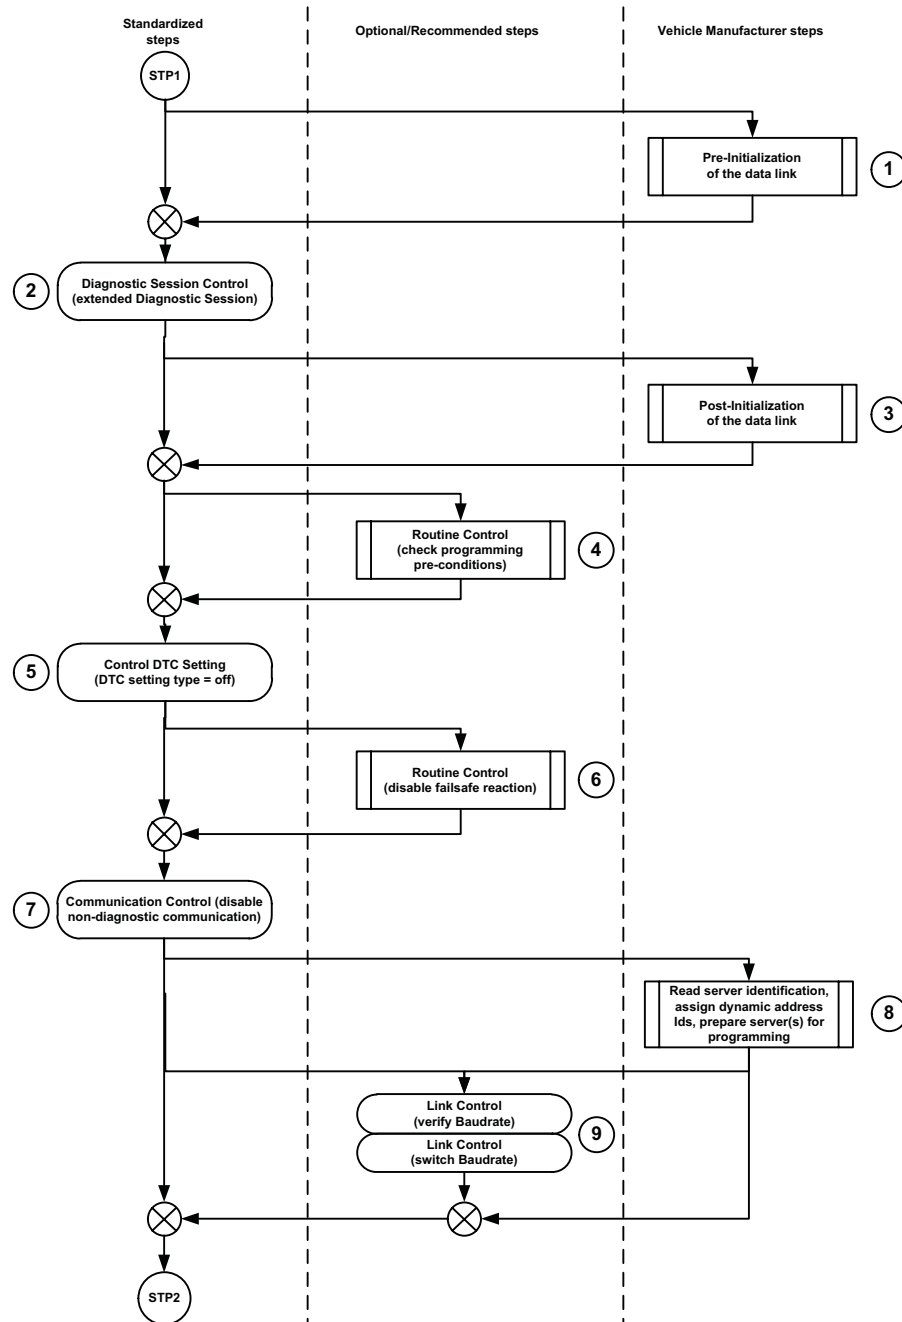 Standardized
steps
Optional/Recommended steps
Vehicle Manufacturer steps
STP1
Pre-Initialization
of the data link
1
2
Diagnostic Session Control
(extended Diagnostic Session)
Post-Initialization
of the data link
3
Routine Control
(check programming
pre-conditions)
4
5
Control DTC Setting
(DTC setting type = off)
Routine Control
(disable failsafe reaction)
6
7
Communication Control (disable
non-diagnostic communication)
Read server identification,
assign dynamic address
Ids, prepare server(s) for
programming
8
Link Control
(verify Baudrate)
Link Control
(switch Baudrate)
9
STP2